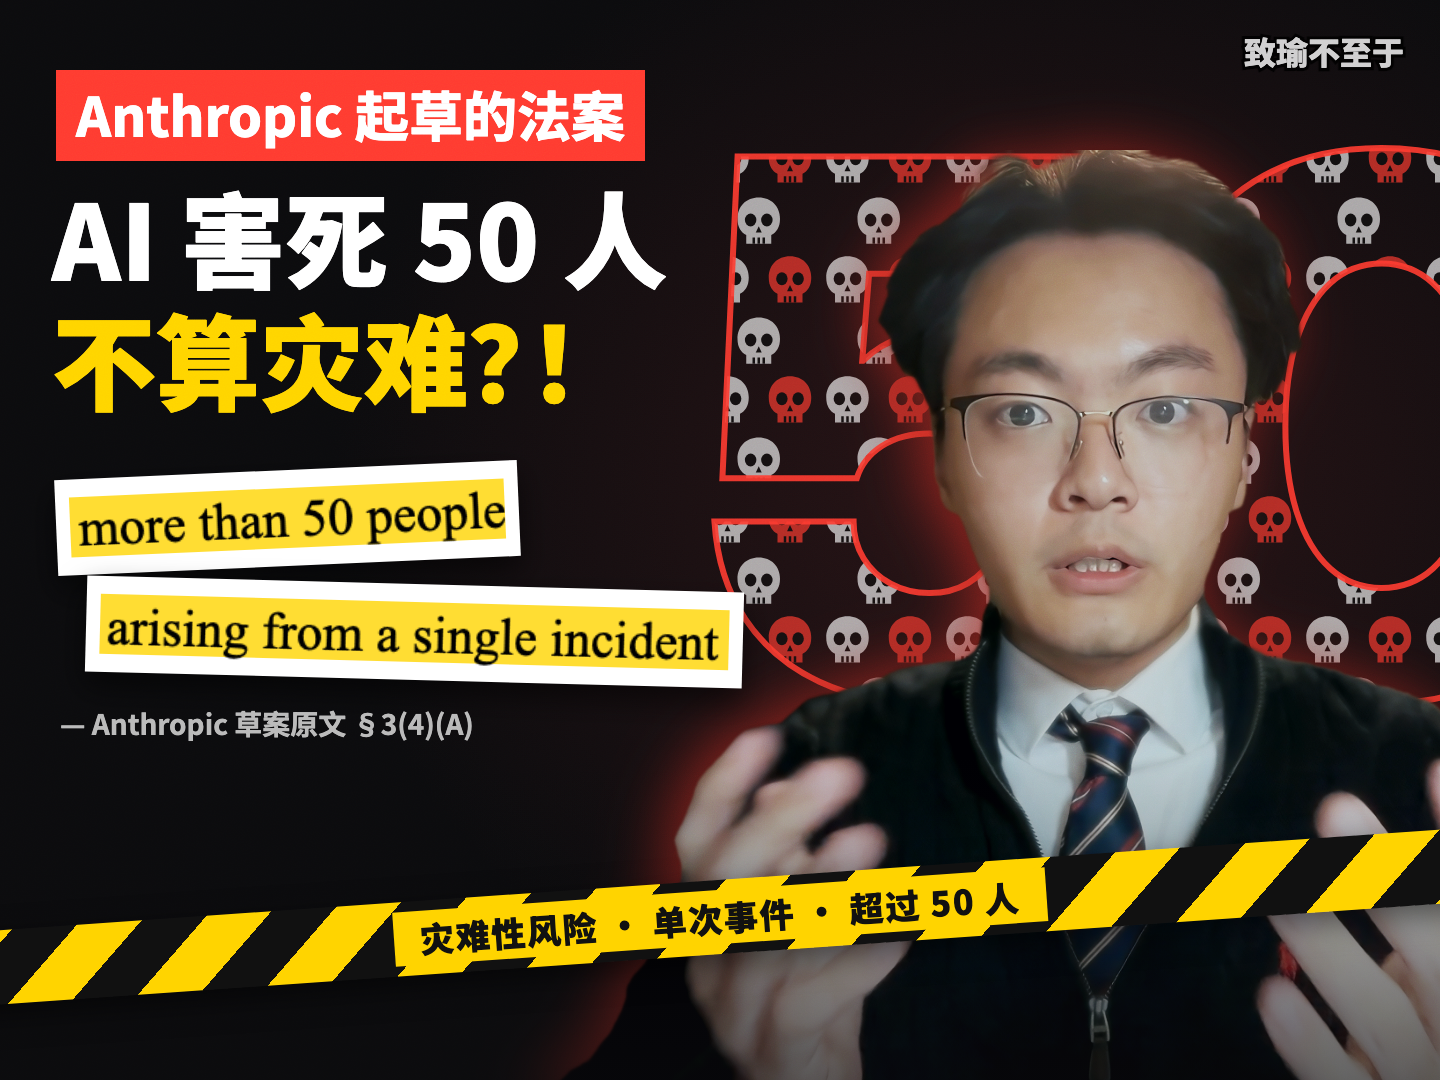 致瑜不至于
Anthropic 起草的法案
AI 害死 50 人
不算灾难?!
more than 50 people
arising from a single incident
— Anthropic 草案原文 §3(4)(A)
灾难性风险 · 单次事件 · 超过 50 人